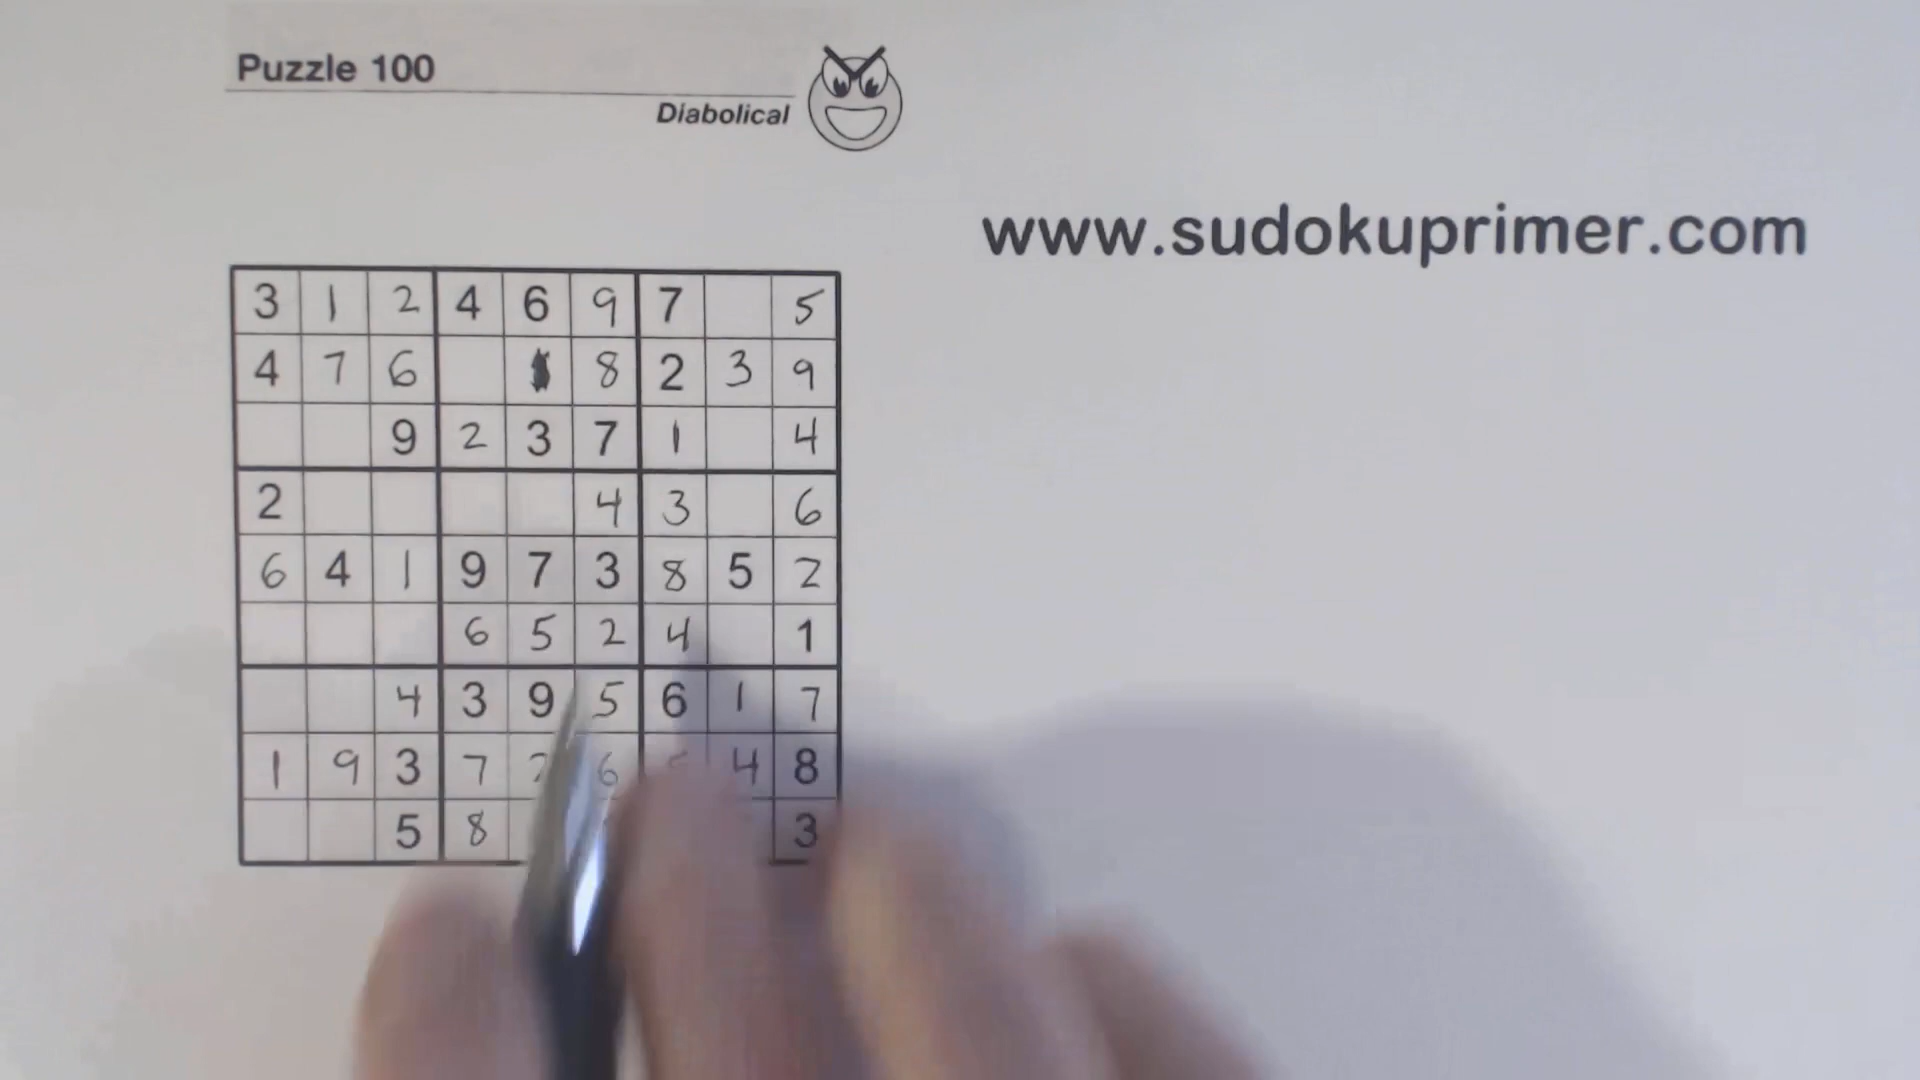 Puzzle 100
Diabolical
www.sudokuprimer.com
3 1 2 4 6 9 7 5
4 7 6 8 2 3 9
9 2 3 7 1 4
2 4 3 6
6 4 1 9 7 3 8 5 2
6 5 2 4 1
4 3 9 5 6 1 7
1 9 3 7 6 4 8
5 8 3